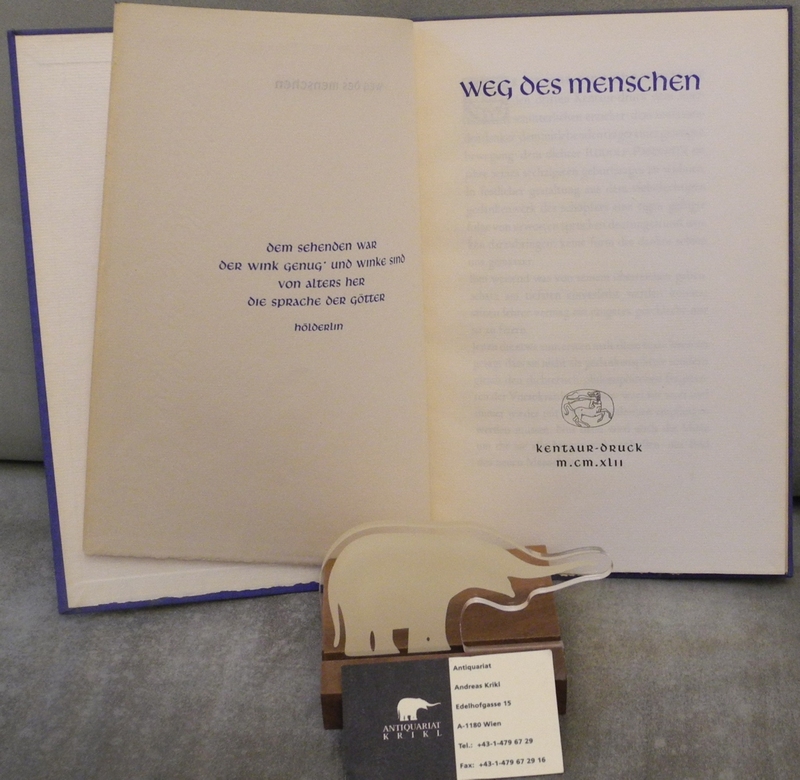 dem sehenden war
der wink genug· und winke sind
von alters her
die sprache der götter
hölderlin
weg des menschen
kentaur-druck
m.cm.xlii
ANTIQUARIAT
KRIKL
Antiquariat
Andreas Krikl
Edelhofgasse 15
A-1180 Wien
Tel.: +43-1-479 67 29
Fax: +43-1-479 67 29 16